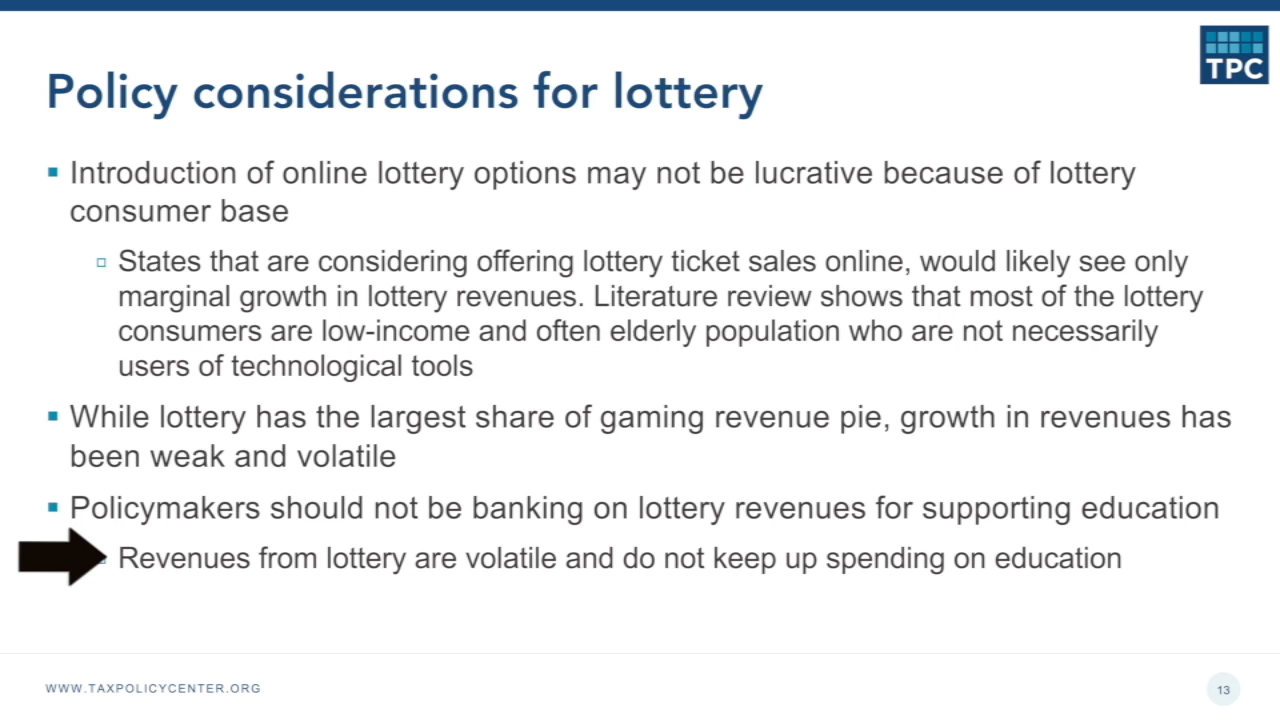 TPC
Policy considerations for lottery
Introduction of online lottery options may not be lucrative because of lottery
consumer base
States that are considering offering lottery ticket sales online, would likely see only
marginal growth in lottery revenues. Literature review shows that most of the lottery
consumers are low-income and often elderly population who are not necessarily
users of technological tools
While lottery has the largest share of gaming revenue pie, growth in revenues has
been weak and volatile
Policymakers should not be banking on lottery revenues for supporting education
Revenues from lottery are volatile and do not keep up spending on education
WWW.TAXPOLICYCENTER.ORG
13